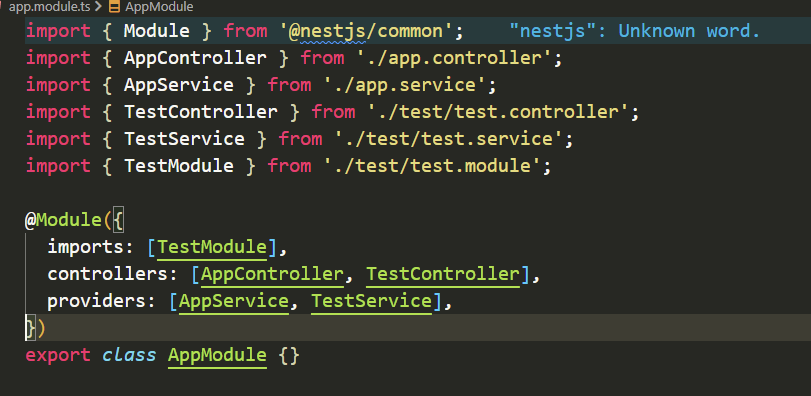 app.module.ts > AppModule
import { Module } from '@nestjs/common';    "nestjs": Unknown word.
import { AppController } from './app.controller';
import { AppService } from './app.service';
import { TestController } from './test/test.controller';
import { TestService } from './test/test.service';
import { TestModule } from './test/test.module';
@Module({
  imports: [TestModule],
  controllers: [AppController, TestController],
  providers: [AppService, TestService],
})
export class AppModule {}